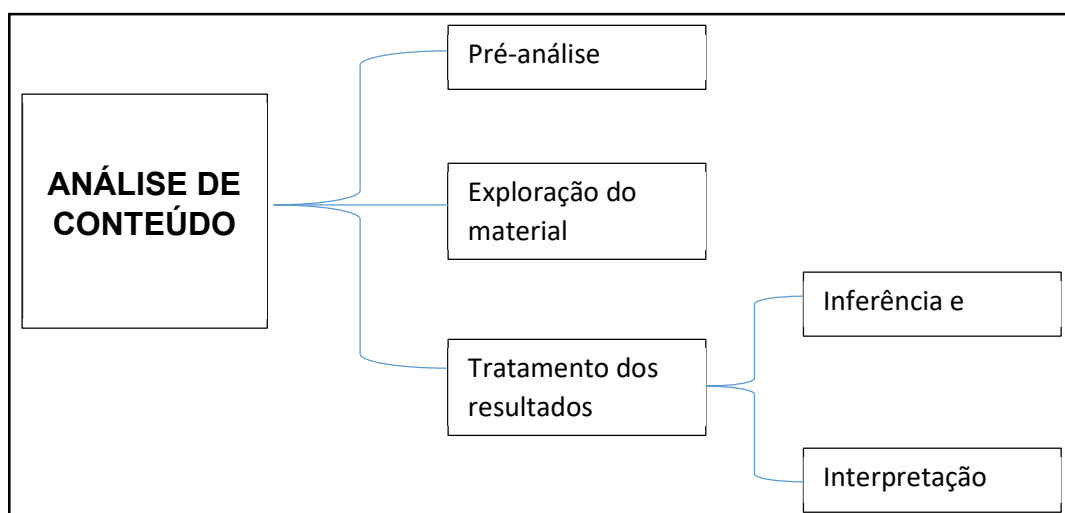 ANÁLISE DE
CONTEÚDO
Pré-análise
Exploração do
material
Tratamento dos
resultados
Inferência e
Interpretação